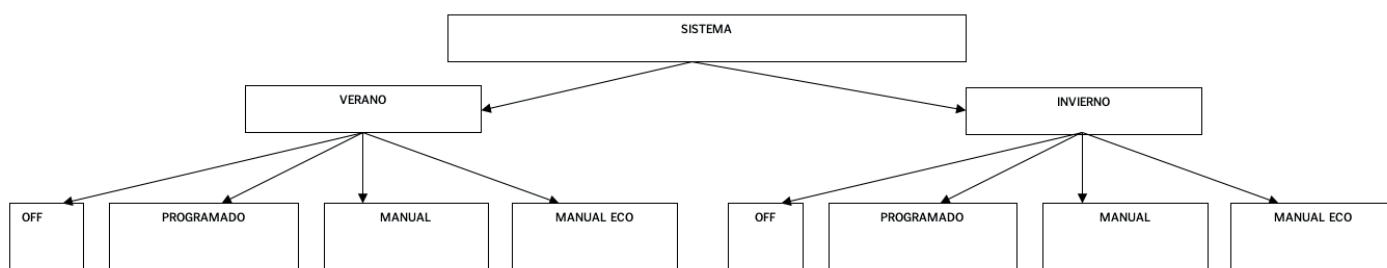 SISTEMA
VERANO
INVIERNO
OFF
PROGRAMADO
MANUAL
MANUAL ECO
OFF
PROGRAMADO
MANUAL
MANUAL ECO